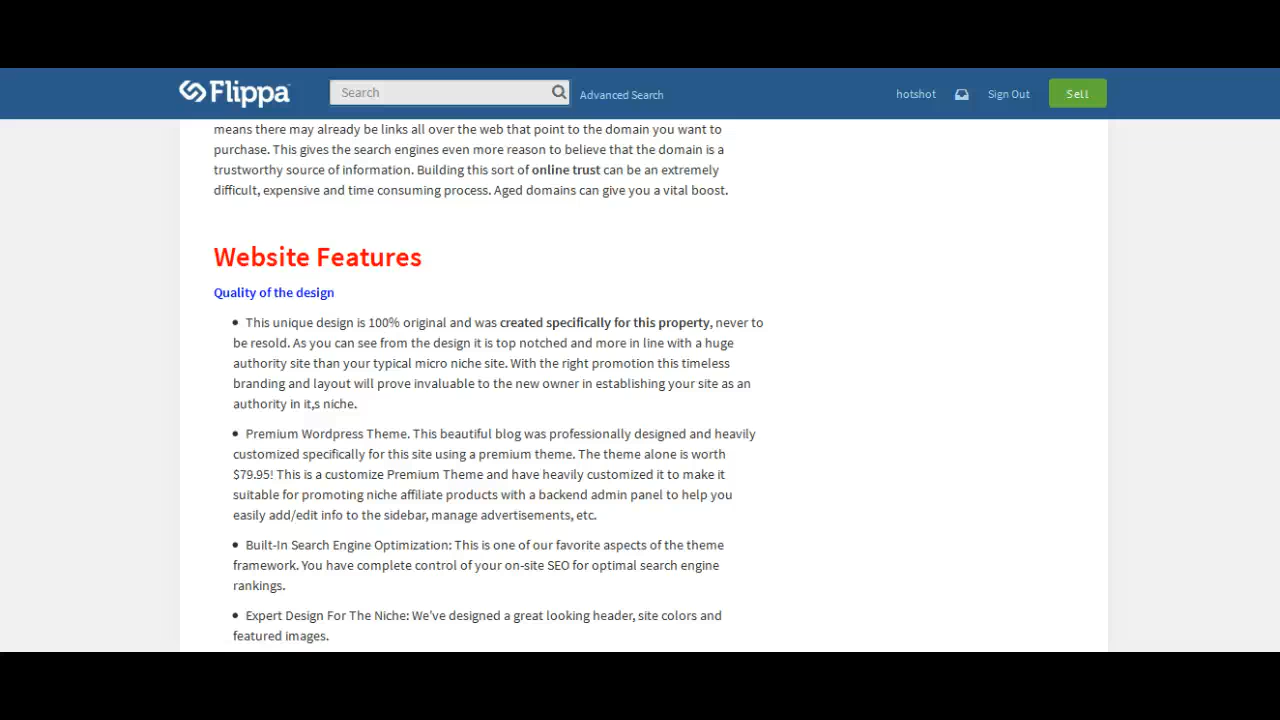 Flippa
Search
Advanced Search
hotshot
Sign Out
Sell
means there may already be links all over the web that point to the domain you want to
purchase. This gives the search engines even more reason to believe that the domain is a
trustworthy source of information. Building this sort of online trust can be an extremely
difficult, expensive and time consuming process. Aged domains can give you a vital boost.
Website Features
Quality of the design
• This unique design is 100% original and was created specifically for this property, never to
be resold. As you can see from the design it is top notched and more in line with a huge
authority site than your typical micro niche site. With the right promotion this timeless
branding and layout will prove invaluable to the new owner in establishing your site as an
authority in it,s niche.
• Premium Wordpress Theme. This beautiful blog was professionally designed and heavily
customized specifically for this site using a premium theme. The theme alone is worth
$79.95! This is a customize Premium Theme and have heavily customized it to make it
suitable for promoting niche affiliate products with a backend admin panel to help you
easily add/edit info to the sidebar, manage advertisements, etc.
• Built-In Search Engine Optimization: This is one of our favorite aspects of the theme
framework. You have complete control of your on-site SEO for optimal search engine
rankings.
• Expert Design For The Niche: We've designed a great looking header, site colors and
featured images.